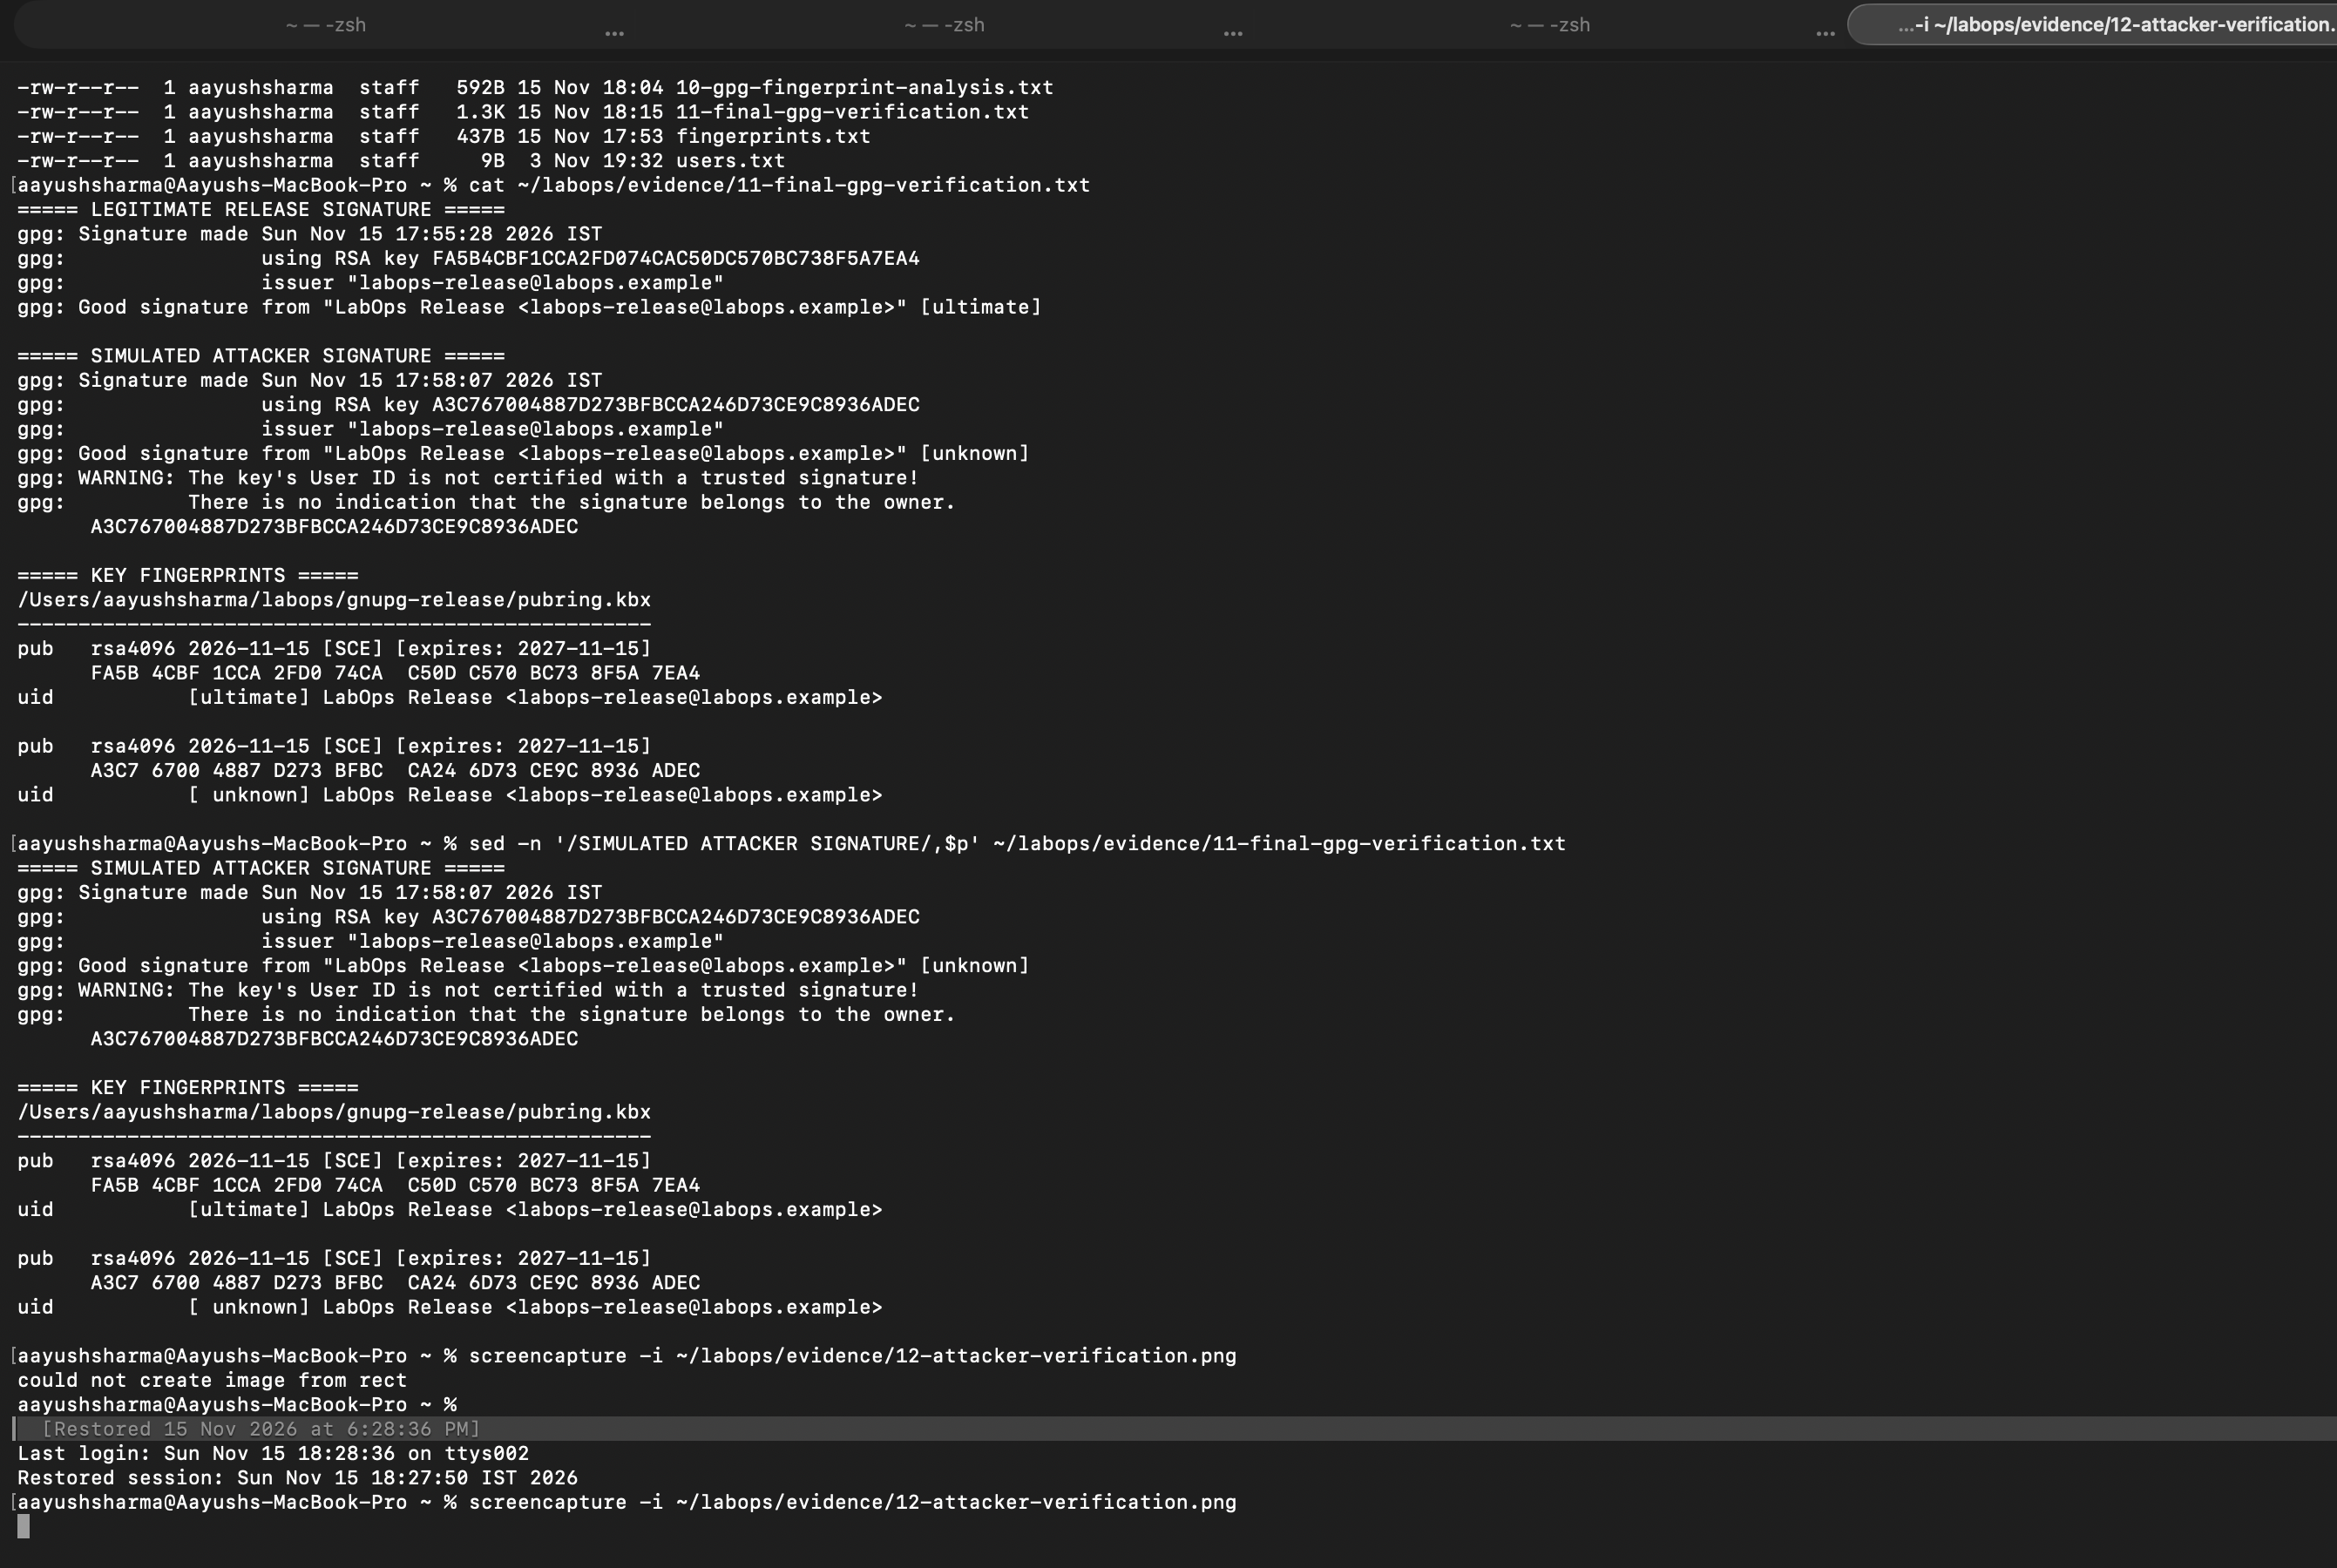 ~ — -zsh ... ~ — -zsh ... ~ — -zsh ... ...-i ~/labops/evidence/12-attacker-verification.
-rw-r--r--  1 aayushsharma  staff   592B 15 Nov 18:04 10-gpg-fingerprint-analysis.txt
-rw-r--r--  1 aayushsharma  staff   1.3K 15 Nov 18:15 11-final-gpg-verification.txt
-rw-r--r--  1 aayushsharma  staff   437B 15 Nov 17:53 fingerprints.txt
-rw-r--r--  1 aayushsharma  staff     9B  3 Nov 19:32 users.txt
[aayushsharma@Aayushs-MacBook-Pro ~ % cat ~/labops/evidence/11-final-gpg-verification.txt
===== LEGITIMATE RELEASE SIGNATURE =====
gpg: Signature made Sun Nov 15 17:55:28 2026 IST
gpg:                using RSA key FA5B4CBF1CCA2FD074CAC50DC570BC738F5A7EA4
gpg:                issuer "labops-release@labops.example"
gpg: Good signature from "LabOps Release <labops-release@labops.example>" [ultimate]

===== SIMULATED ATTACKER SIGNATURE =====
gpg: Signature made Sun Nov 15 17:58:07 2026 IST
gpg:                using RSA key A3C767004887D273BFBCCA246D73CE9C8936ADEC
gpg:                issuer "labops-release@labops.example"
gpg: Good signature from "LabOps Release <labops-release@labops.example>" [unknown]
gpg: WARNING: The key's User ID is not certified with a trusted signature!
gpg:          There is no indication that the signature belongs to the owner.
      A3C767004887D273BFBCCA246D73CE9C8936ADEC

===== KEY FINGERPRINTS =====
/Users/aayushsharma/labops/gnupg-release/pubring.kbx
----------------------------------------------------
pub   rsa4096 2026-11-15 [SCE] [expires: 2027-11-15]
      FA5B 4CBF 1CCA 2FD0 74CA  C50D C570 BC73 8F5A 7EA4
uid           [ultimate] LabOps Release <labops-release@labops.example>

pub   rsa4096 2026-11-15 [SCE] [expires: 2027-11-15]
      A3C7 6700 4887 D273 BFBC  CA24 6D73 CE9C 8936 ADEC
uid           [ unknown] LabOps Release <labops-release@labops.example>

[aayushsharma@Aayushs-MacBook-Pro ~ % sed -n '/SIMULATED ATTACKER SIGNATURE/,$p' ~/labops/evidence/11-final-gpg-verification.txt
===== SIMULATED ATTACKER SIGNATURE =====
gpg: Signature made Sun Nov 15 17:58:07 2026 IST
gpg:                using RSA key A3C767004887D273BFBCCA246D73CE9C8936ADEC
gpg:                issuer "labops-release@labops.example"
gpg: Good signature from "LabOps Release <labops-release@labops.example>" [unknown]
gpg: WARNING: The key's User ID is not certified with a trusted signature!
gpg:          There is no indication that the signature belongs to the owner.
      A3C767004887D273BFBCCA246D73CE9C8936ADEC

===== KEY FINGERPRINTS =====
/Users/aayushsharma/labops/gnupg-release/pubring.kbx
----------------------------------------------------
pub   rsa4096 2026-11-15 [SCE] [expires: 2027-11-15]
      FA5B 4CBF 1CCA 2FD0 74CA  C50D C570 BC73 8F5A 7EA4
uid           [ultimate] LabOps Release <labops-release@labops.example>

pub   rsa4096 2026-11-15 [SCE] [expires: 2027-11-15]
      A3C7 6700 4887 D273 BFBC  CA24 6D73 CE9C 8936 ADEC
uid           [ unknown] LabOps Release <labops-release@labops.example>

[aayushsharma@Aayushs-MacBook-Pro ~ % screencapture -i ~/labops/evidence/12-attacker-verification.png
could not create image from rect
aayushsharma@Aayushs-MacBook-Pro ~ %
  [Restored 15 Nov 2026 at 6:28:36 PM]
Last login: Sun Nov 15 18:28:36 on ttys002
Restored session: Sun Nov 15 18:27:50 IST 2026
[aayushsharma@Aayushs-MacBook-Pro ~ % screencapture -i ~/labops/evidence/12-attacker-verification.png